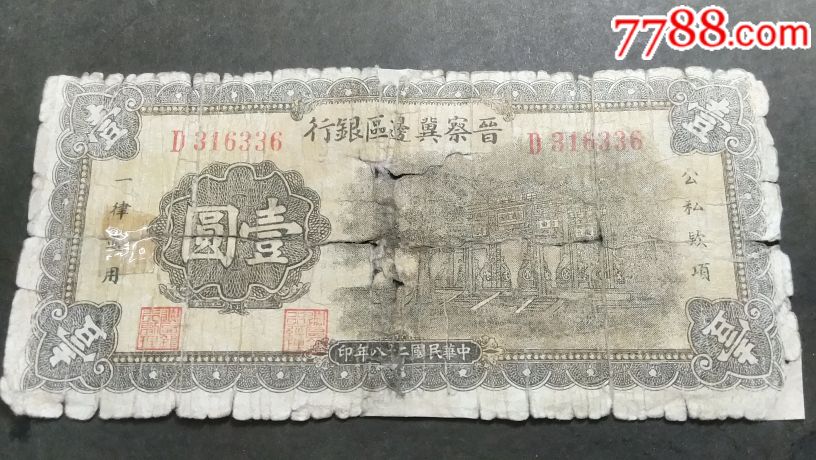 7788.com
晉察冀邊區銀行
D 316336
D 316336
壹
壹
公私款項
一律用
壹圓
中華民國二十八年印
壹
壹